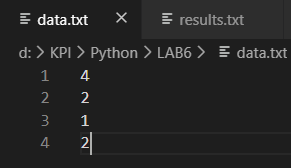 data.txt × results.txt
d: > KPI > Python > LAB6 > data.txt
1 4
2 2
3 1
4 2